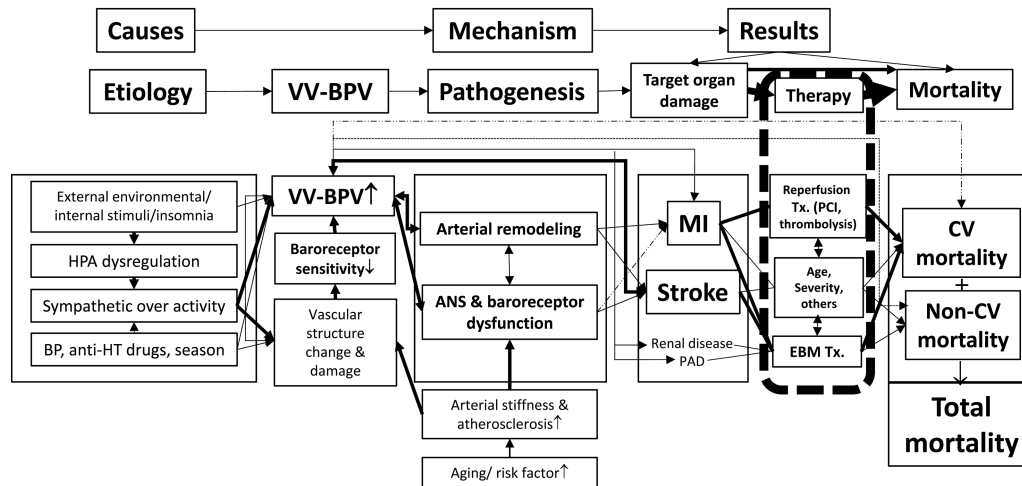 Causes
Mechanism
Results
Etiology
VV-BPV
Pathogenesis
Target organ
damage
Therapy
Mortality
External environmental/
internal stimuli/insomnia
HPA dysregulation
Sympathetic over activity
BP, anti-HT drugs, season
VV-BPV↑
Baroreceptor
sensitivity↓
Vascular
structure
change &
damage
Arterial remodeling
ANS & baroreceptor
dysfunction
Arterial stiffness &
atherosclerosis↑
Aging/ risk factor↑
MI
Stroke
Renal disease
PAD
Reperfusion
Tx. (PCI,
thrombolysis)
Age,
Severity,
others
EBM Tx.
CV
mortality
+
Non-CV
mortality
Total
mortality